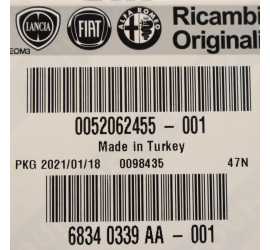 LANCIA FIAT ALFA ROMEO Ricambi
Originali
EOM3
0052062455 - 001
Made in Turkey
PKG 2021/01/18 0098435 47N
6834 0339 AA - 001